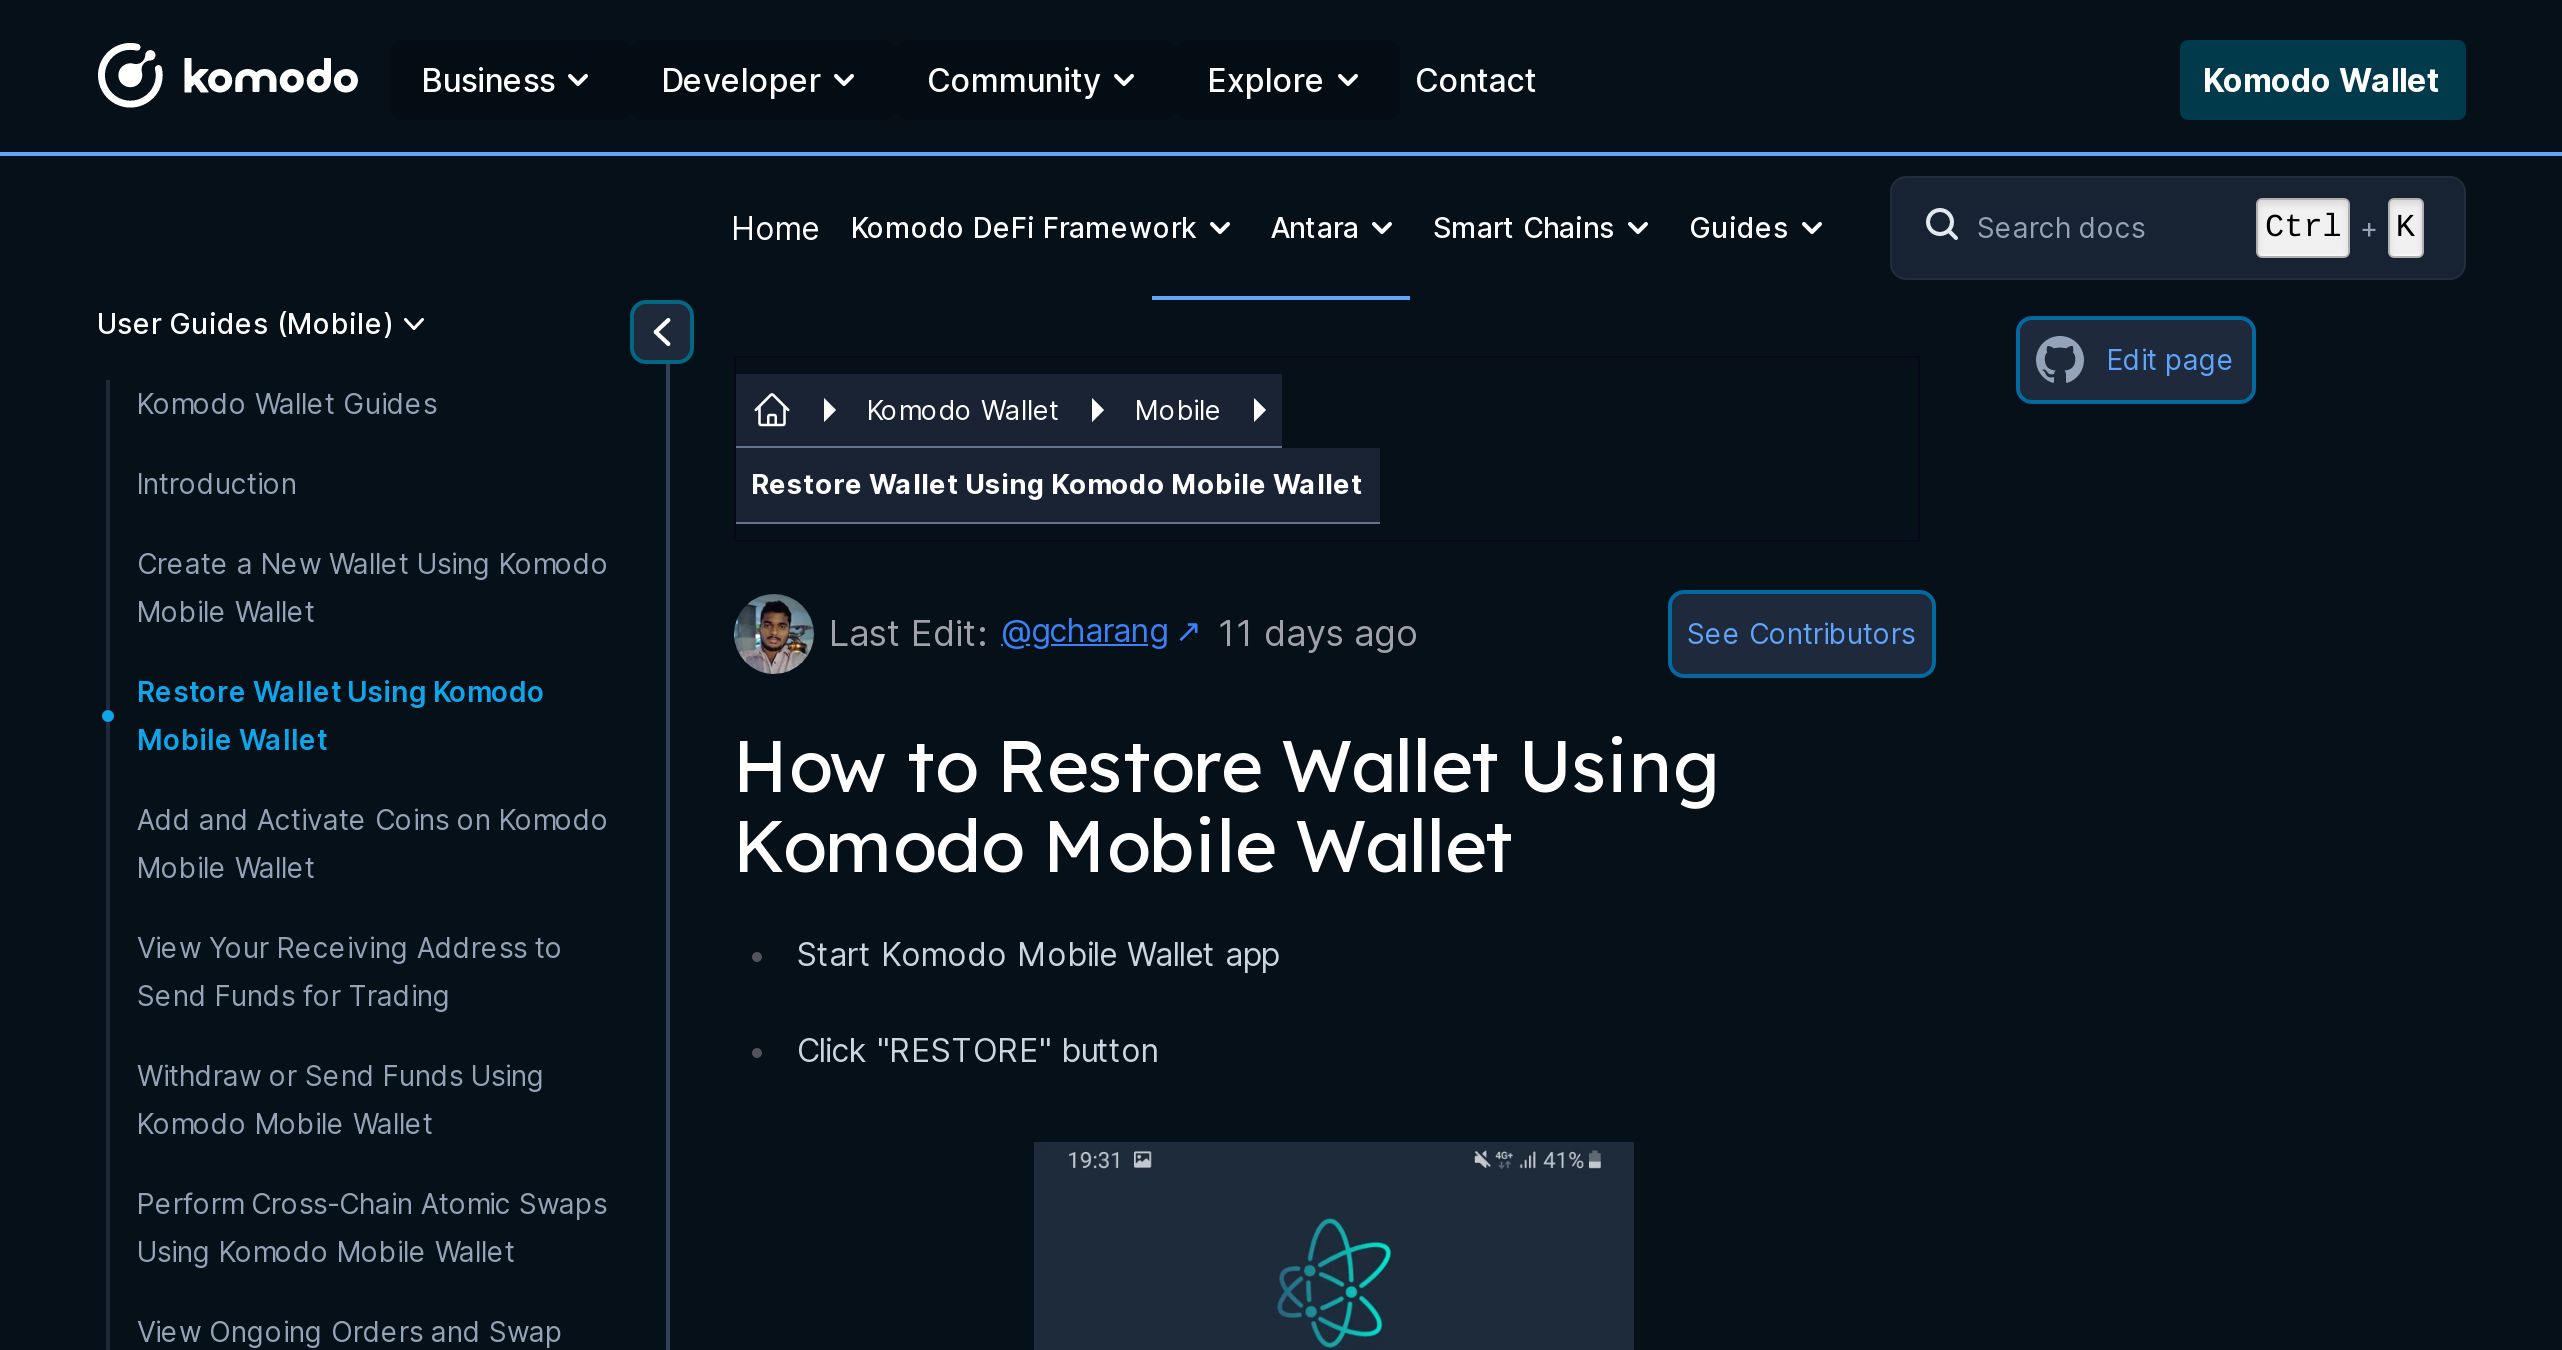 komodo
Business
Developer
Community
Explore
Contact
Komodo Wallet
Home
Komodo DeFi Framework
Antara
Smart Chains
Guides
Search docs
Ctrl + K
User Guides (Mobile)
Komodo Wallet Guides
Introduction
Create a New Wallet Using Komodo
Mobile Wallet
Restore Wallet Using Komodo
Mobile Wallet
Add and Activate Coins on Komodo
Mobile Wallet
View Your Receiving Address to
Send Funds for Trading
Withdraw or Send Funds Using
Komodo Mobile Wallet
Perform Cross-Chain Atomic Swaps
Using Komodo Mobile Wallet
View Ongoing Orders and Swap
Komodo Wallet
Mobile
Restore Wallet Using Komodo Mobile Wallet
Edit page
Last Edit: @gcharang ↗ 11 days ago
See Contributors
How to Restore Wallet Using
Komodo Mobile Wallet
• Start Komodo Mobile Wallet app
• Click "RESTORE" button
19:31
4G+
41%